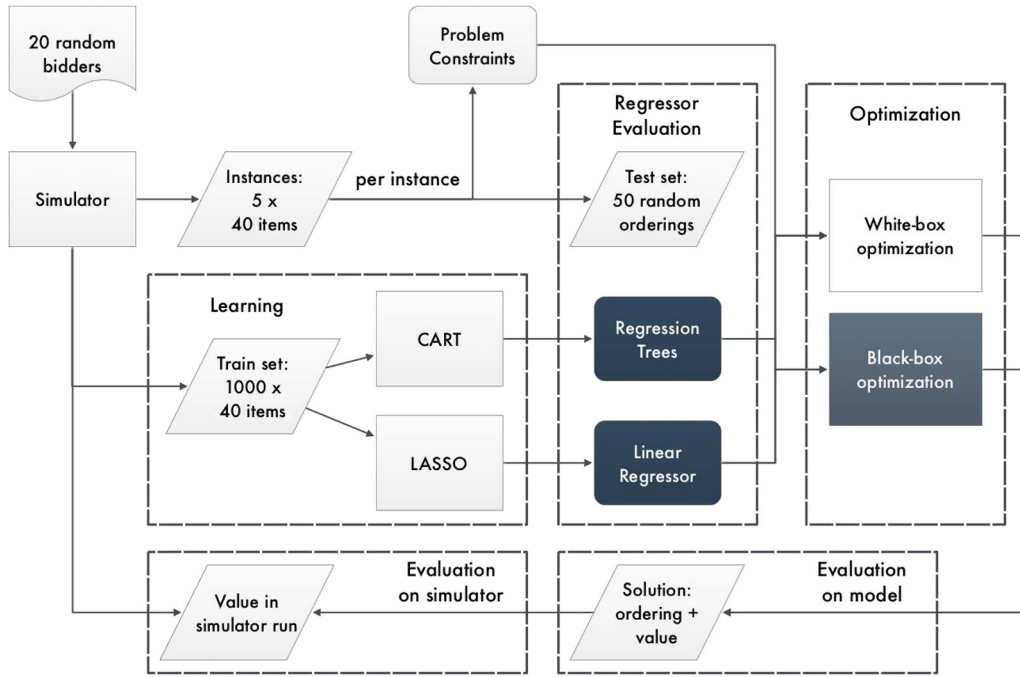 20 random
bidders
Problem
Constraints
Regressor
Evaluation
Optimization
Simulator
Instances:
5 x
40 items
per instance
Test set:
50 random
orderings
White-box
optimization
Learning
Train set:
1000 x
40 items
CART
Regression
Trees
Black-box
optimization
LASSO
Linear
Regressor
Value in
simulator run
Evaluation
on simulator
Solution:
ordering +
value
Evaluation
on model